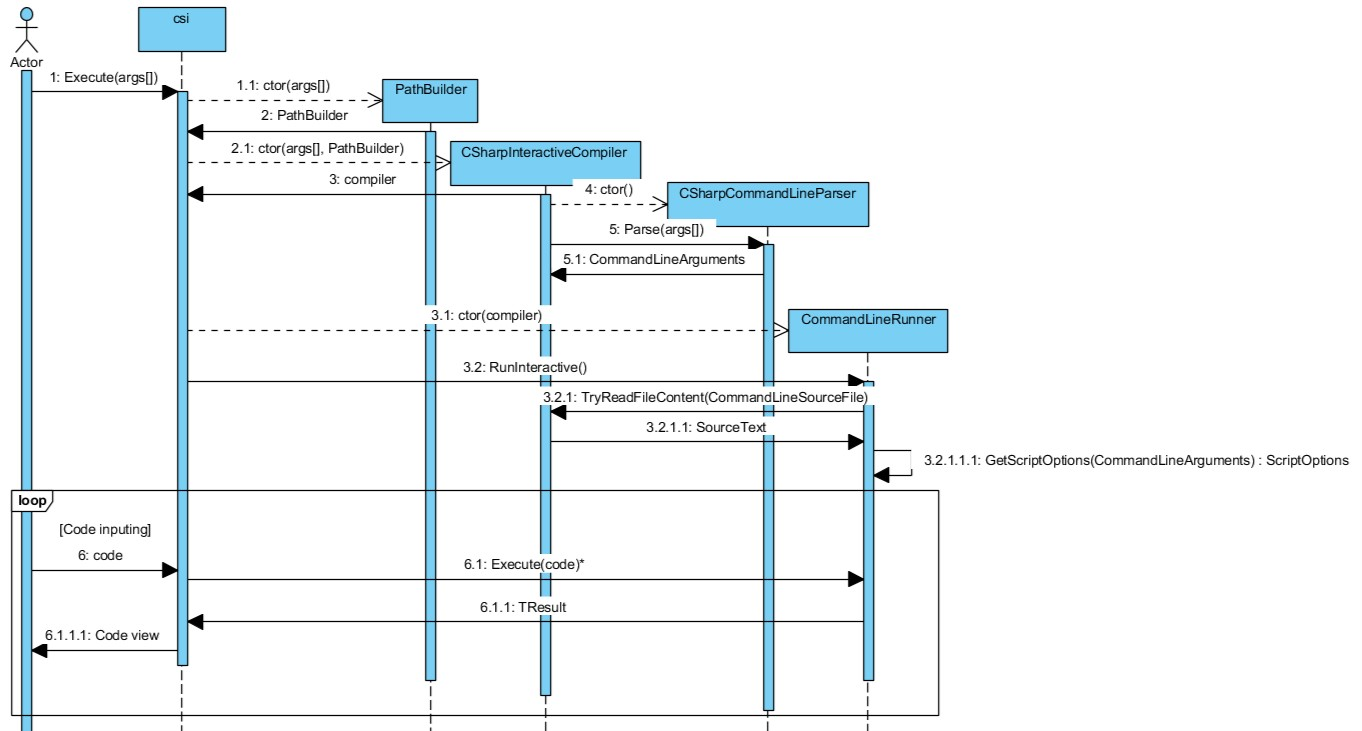 csi
Actor
1: Execute(args[])
1.1: ctor(args[])
PathBuilder
2: PathBuilder
2.1: ctor(args[], PathBuilder)
CSharpInteractiveCompiler
3: compiler
4: ctor()
CSharpCommandLineParser
5: Parse(args[])
5.1: CommandLineArguments
3.1: ctor(compiler)
CommandLineRunner
3.2: RunInteractive()
3.2.1: TryReadFileContent(CommandLineSourceFile)
3.2.1.1: SourceText
3.2.1.1.1: GetScriptOptions(CommandLineArguments) : ScriptOptions
loop
[Code inputing]
6: code
6.1: Execute(code)*
6.1.1: TResult
6.1.1.1: Code view